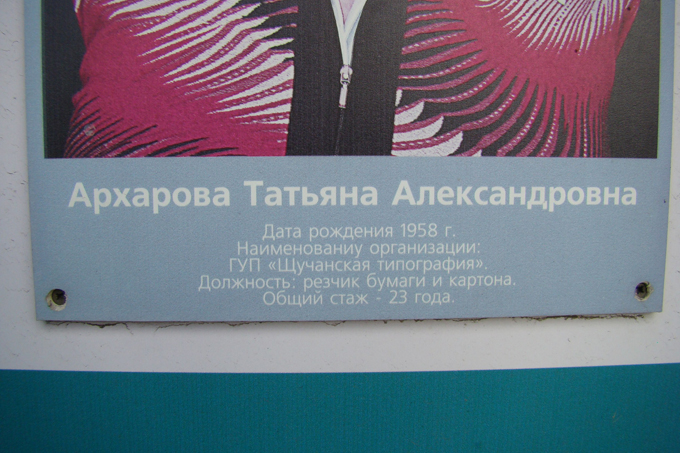 Архарова Татьяна Александровна
Дата рождения 1958 г.
Наименованиу организации:
ГУП «Щучанская типография».
Должность: резчик бумаги и картона.
Общий стаж - 23 года.